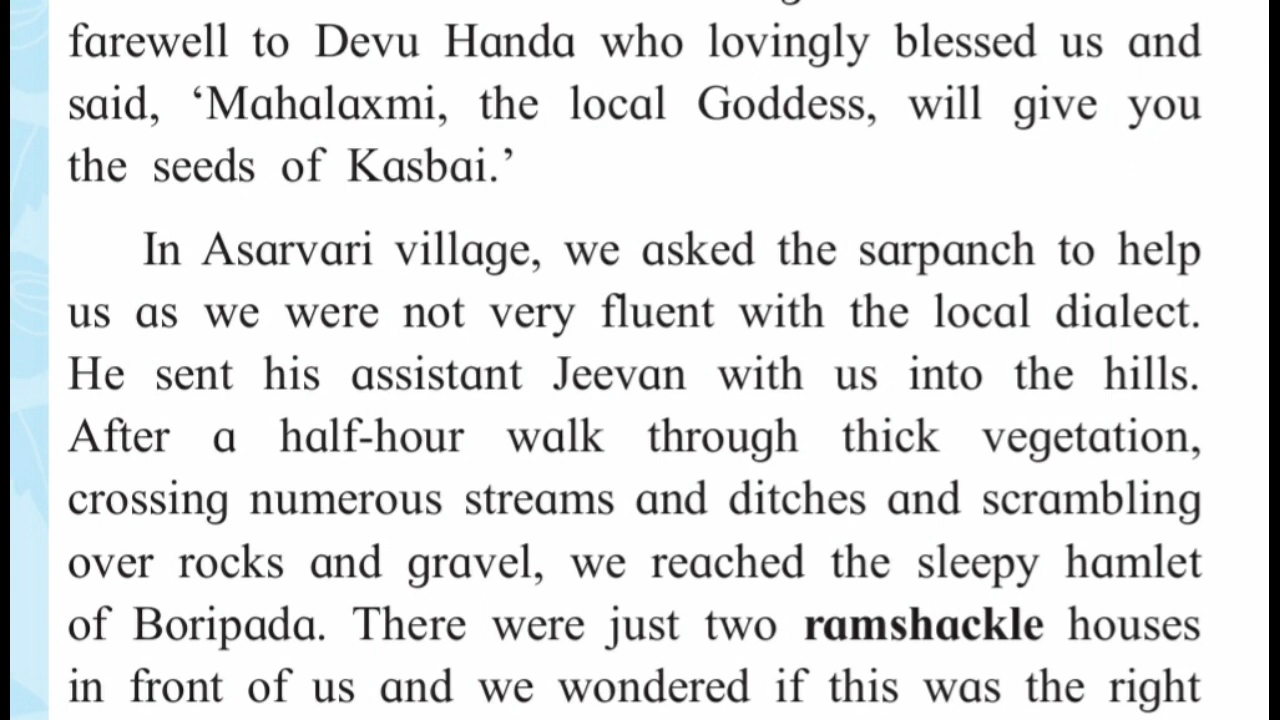 farewell to Devu Handa who lovingly blessed us and
said, ‘Mahalaxmi, the local Goddess, will give you
the seeds of Kasbai.’
In Asarvari village, we asked the sarpanch to help
us as we were not very fluent with the local dialect.
He sent his assistant Jeevan with us into the hills.
After a half-hour walk through thick vegetation,
crossing numerous streams and ditches and scrambling
over rocks and gravel, we reached the sleepy hamlet
of Boripada. There were just two ramshackle houses
in front of us and we wondered if this was the right